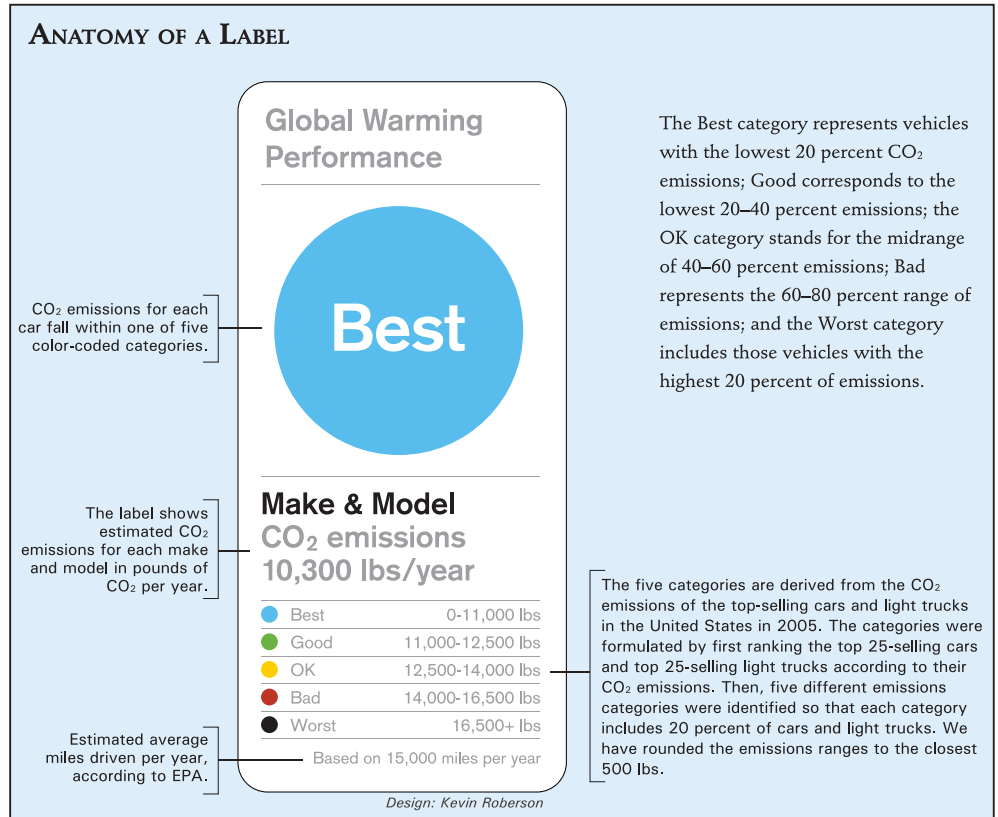 ANATOMY OF A LABEL
Global Warming
Performance
Best
CO₂ emissions for each
car fall within one of five
color-coded categories.
The Best category represents vehicles
with the lowest 20 percent CO₂
emissions; Good corresponds to the
lowest 20–40 percent emissions; the
OK category stands for the midrange
of 40–60 percent emissions; Bad
represents the 60–80 percent range of
emissions; and the Worst category
includes those vehicles with the
highest 20 percent of emissions.
Make & Model
CO₂ emissions
10,300 lbs/year
The label shows
estimated CO₂
emissions for each make
and model in pounds of
CO₂ per year.
Best 0-11,000 lbs
Good 11,000-12,500 lbs
OK 12,500-14,000 lbs
Bad 14,000-16,500 lbs
Worst 16,500+ lbs
Based on 15,000 miles per year
Estimated average
miles driven per year,
according to EPA.
The five categories are derived from the CO₂
emissions of the top-selling cars and light trucks
in the United States in 2005. The categories were
formulated by first ranking the top 25-selling cars
and top 25-selling light trucks according to their
CO₂ emissions. Then, five different emissions
categories were identified so that each category
includes 20 percent of cars and light trucks. We
have rounded the emissions ranges to the closest
500 lbs.
Design: Kevin Roberson